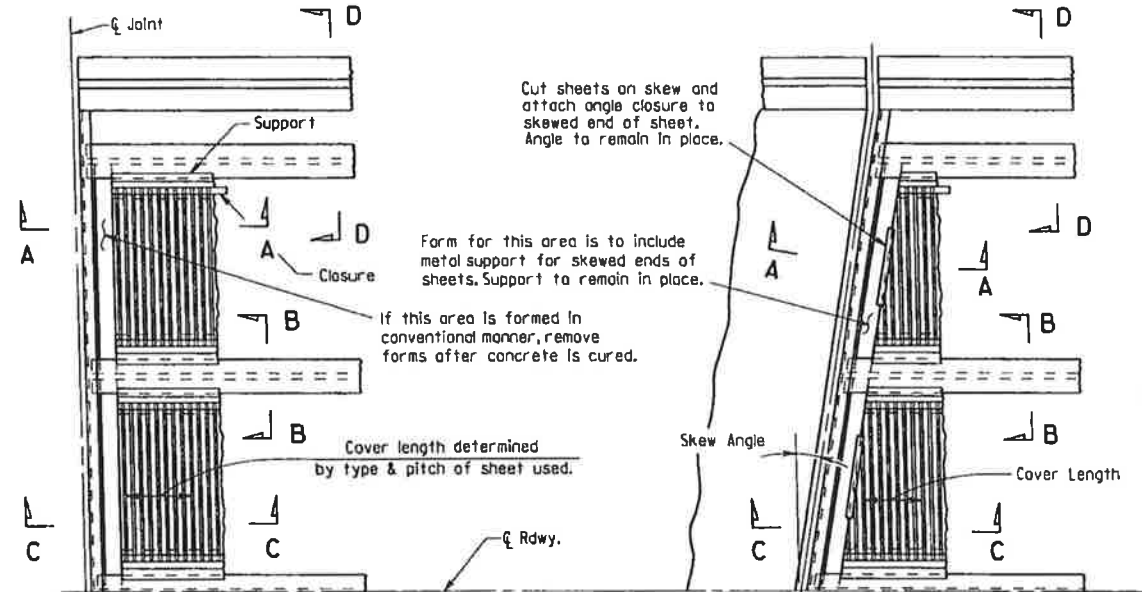 ℄ Joint
D
D
Support
Cut sheets on skew and
attach angle closure to
skewed end of sheet.
Angle to remain in place.
A
A
D
Closure
Form for this area is to include
metal support for skewed ends of
sheets. Support to remain in place.
A
D
A
B
If this area is formed in
conventional manner, remove
forms after concrete is cured.
B
B
Cover length determined
by type & pitch of sheet used.
Skew Angle
B
Cover Length
C
C
℄ Rdwy.
C
C